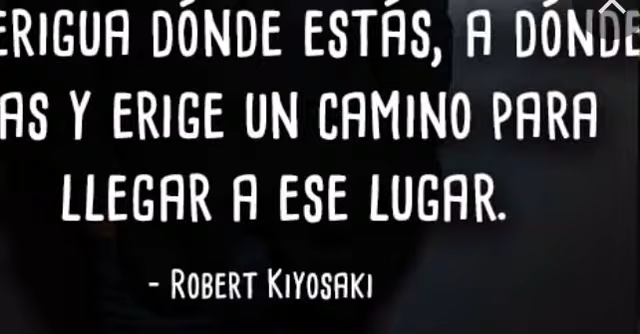 ERIGUA DÓNDE ESTÁS, A DÓNDE
AS Y ERIGE UN CAMINO PARA
LLEGAR A ESE LUGAR.
- ROBERT KIYOSAKI